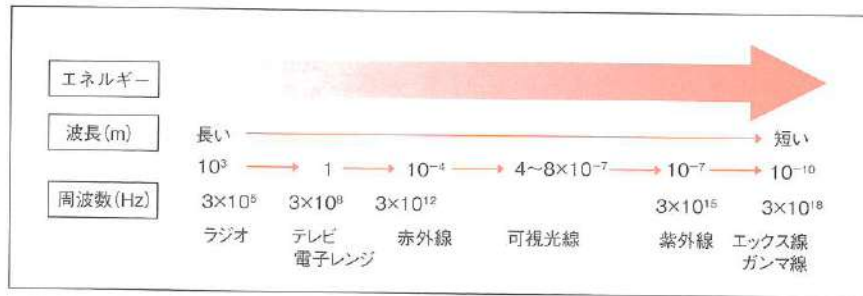 エネルギー
波長(m) 長い 短い
10³ 1 10⁻⁴ 4~8×10⁻⁷ 10⁻⁷ 10⁻¹⁰
周波数(Hz) 3×10⁵ 3×10⁸ 3×10¹² 3×10¹⁵ 3×10¹⁸
ラジオ テレビ 赤外線 可視光線 紫外線 エックス線
電子レンジ ガンマ線